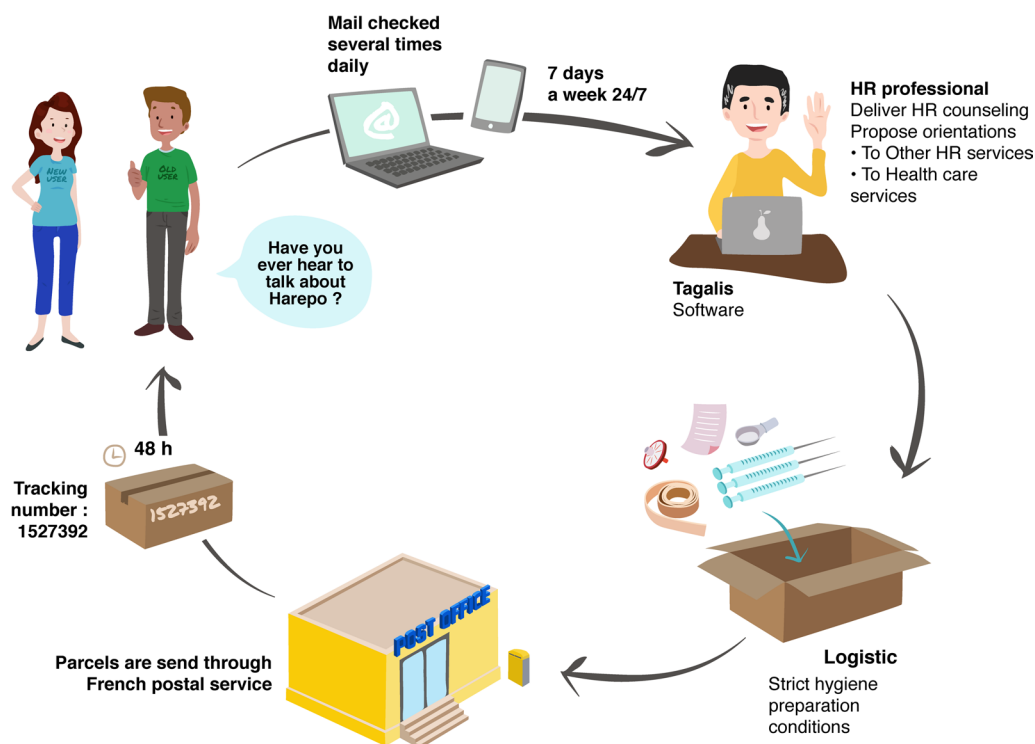 Mail checked
several times
daily
7 days
a week 24/7
HR professional
Deliver HR counseling
Propose orientations
• To Other HR services
• To Health care
services
NEW
USER
OLD
USER
Have you
ever hear to
talk about
Harepo ?
Tagalis
Software
48 h
Tracking
number :
1527392
1527392
POST OFFICE
Parcels are send through
French postal service
Logistic
Strict hygiene
preparation
conditions